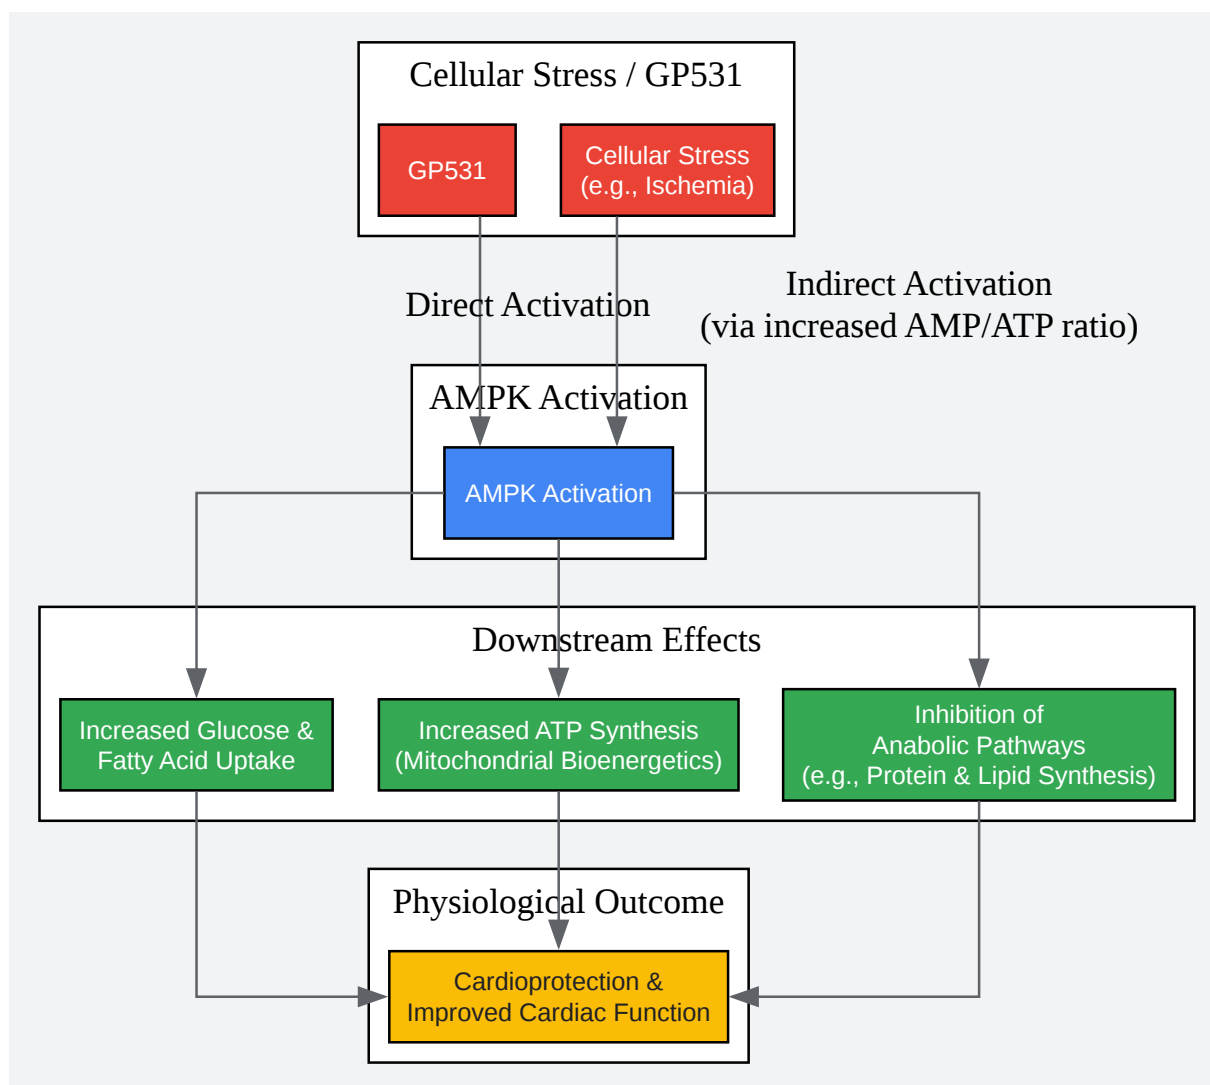 Cellular Stress / GP531
GP531
Cellular Stress
(e.g., Ischemia)
Direct Activation
Indirect Activation
(via increased AMP/ATP ratio)
AMPK Activation
AMPK Activation
Downstream Effects
Increased Glucose &
Fatty Acid Uptake
Increased ATP Synthesis
(Mitochondrial Bioenergetics)
Inhibition of
Anabolic Pathways
(e.g., Protein & Lipid Synthesis)
Physiological Outcome
Cardioprotection &
Improved Cardiac Function